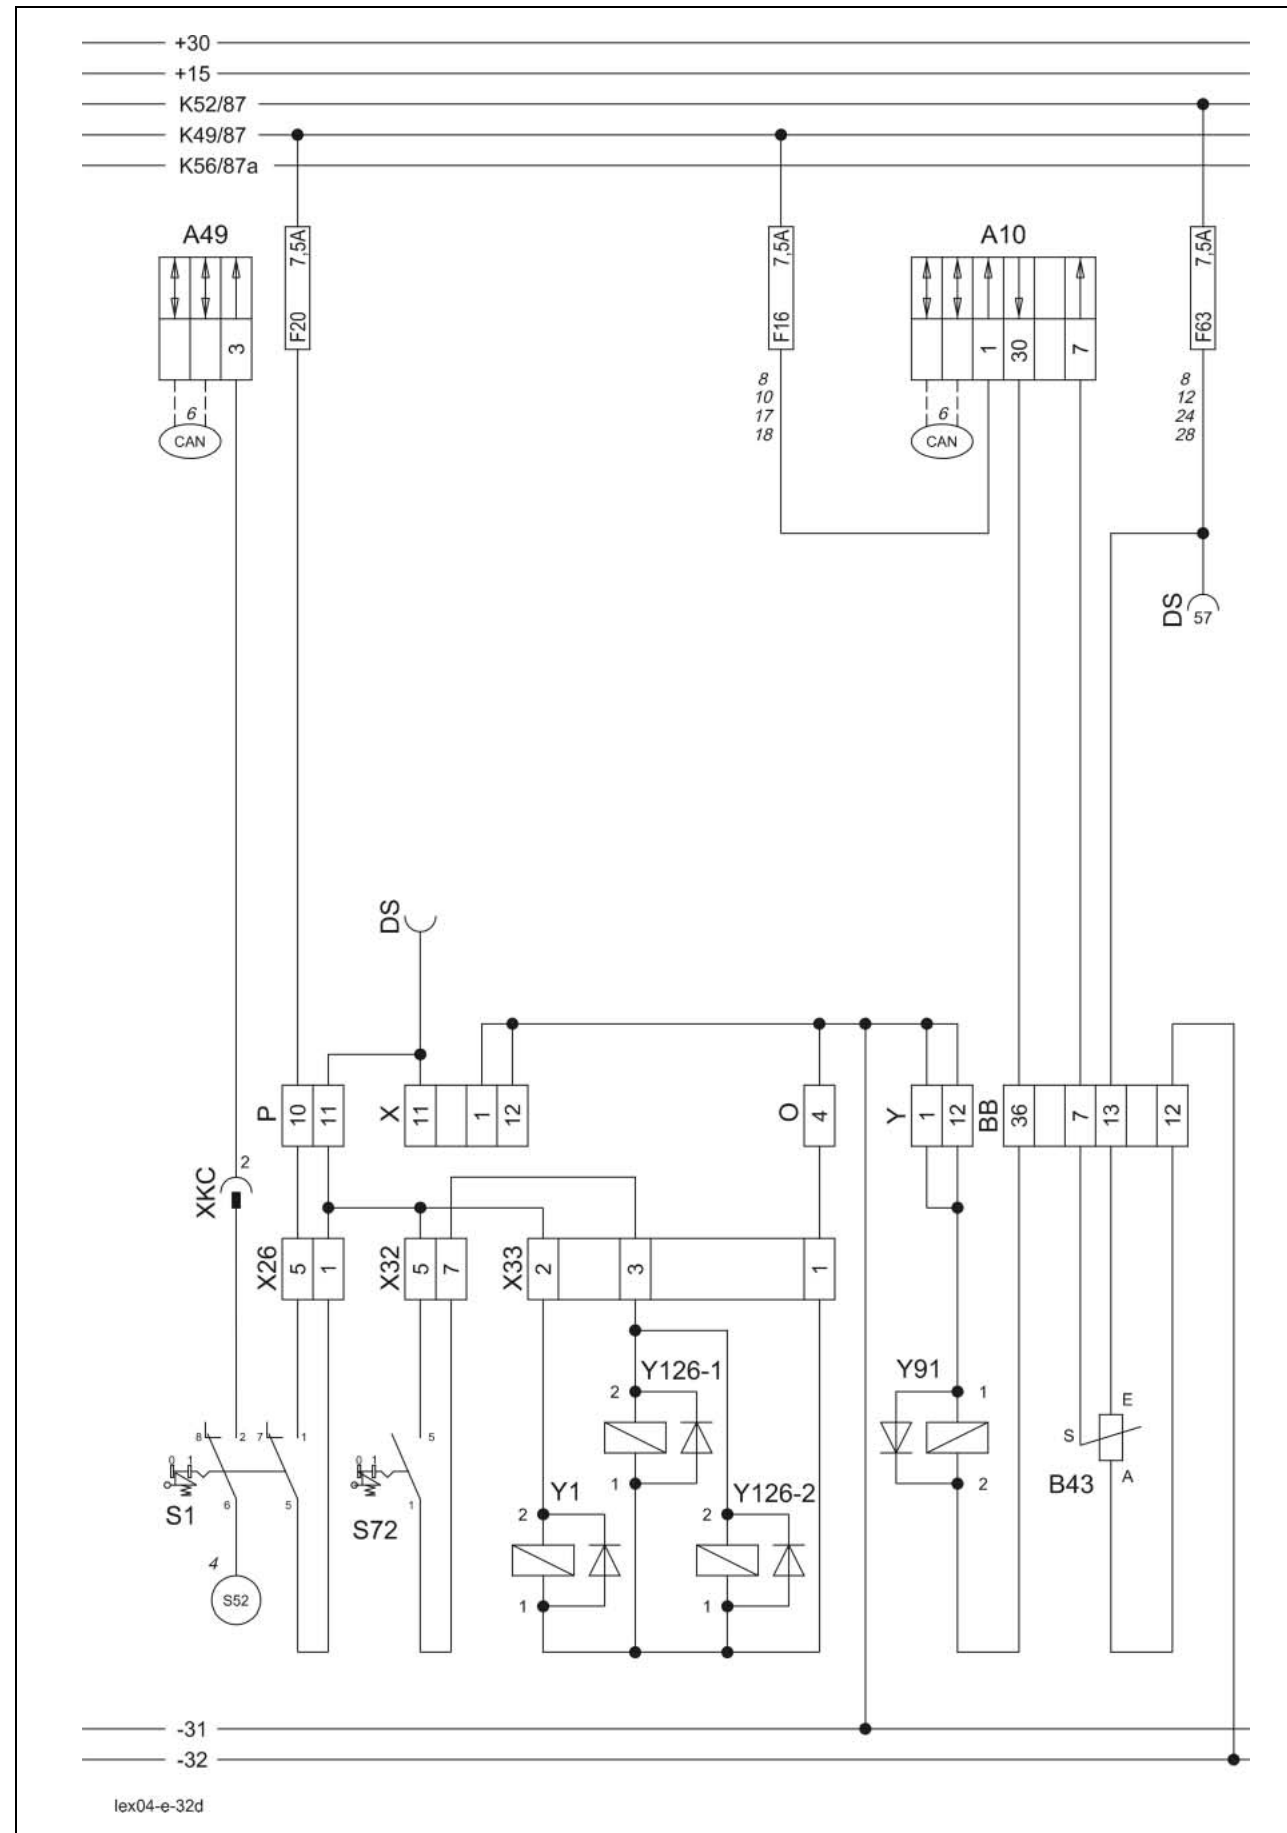 +30
+15
K52/87
K49/87
K56/87a
A49
3
6
CAN
7,5A
F20
7,5A
F16
8
10
17
18
A10
1
30
7
6
CAN
7,5A
F63
8
12
24
28
DS
57
DS
P
10
11
X
11
1
12
O
4
Y
1
12
BB
36
7
13
12
XKC
2
X26
5
1
X32
5
7
X33
2
3
1
Y126-1
2
1
Y91
1
2
E
S
A
B43
8
2
7
1
0
1
6
5
S1
5
0
1
1
S72
Y1
2
1
Y126-2
2
1
4
S52
-31
-32
lex04-e-32d